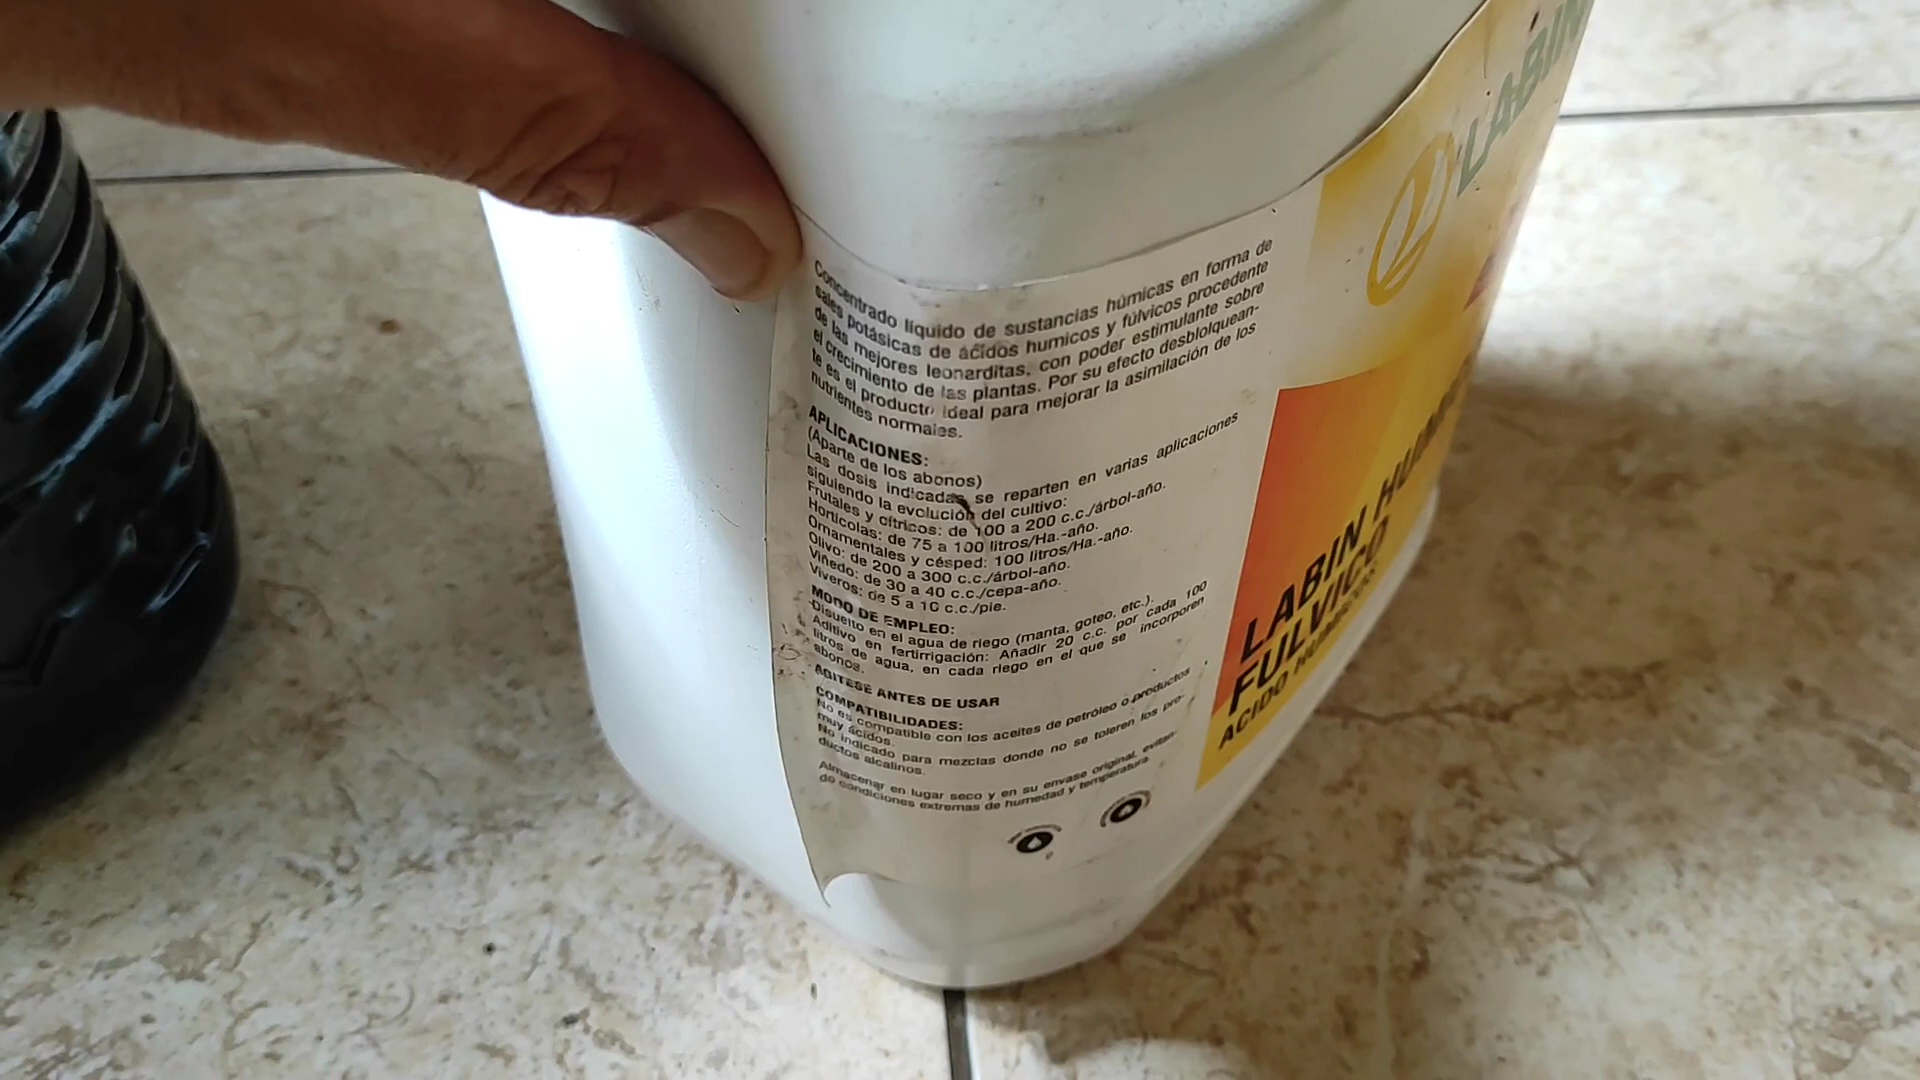 Concentrado líquido de sustancias húmicas en forma de
sales potásicas de ácidos humicos y fúlvicos procedente
de las mejores leonarditas, con poder estimulante sobre
el crecimiento de las plantas. Por su efecto desblolquean-
te es el producto ideal para mejorar la asimilación de los
nutrientes normales.
APLICACIONES:
(Aparte de los abonos)
Las dosis indicadas se reparten en varias aplicaciones
siguiendo la evolución del cultivo:
Frutales y cítricos: de 100 a 200 c.c./árbol-año.
Hortícolas: de 75 a 100 litros/Ha.-año.
Ornamentales y césped: 100 litros/Ha.-año.
Olivo: de 200 a 300 c.c./árbol-año.
Viñedo: de 30 a 40 c.c./cepa-año.
Viveros: de 5 a 10 c.c./pie.
MODO DE EMPLEO:
Disuelto en el agua de riego (manta, goteo, etc.).
Aditivo en fertirrigación: Añadir 20 c.c. por cada 100
litros de agua, en cada riego en el que se incorporen
abonos.
AGITESE ANTES DE USAR
COMPATIBILIDADES:
No es compatible con los aceites de petróleo o productos
muy ácidos.
No indicado para mezclas donde no se toleren los pro-
ductos alcalinos.
Almacenar en lugar seco y en su envase original, evitan-
do condiciones extremas de humedad y temperatura
LABIN
LABIN
FULVICO
ACIDO